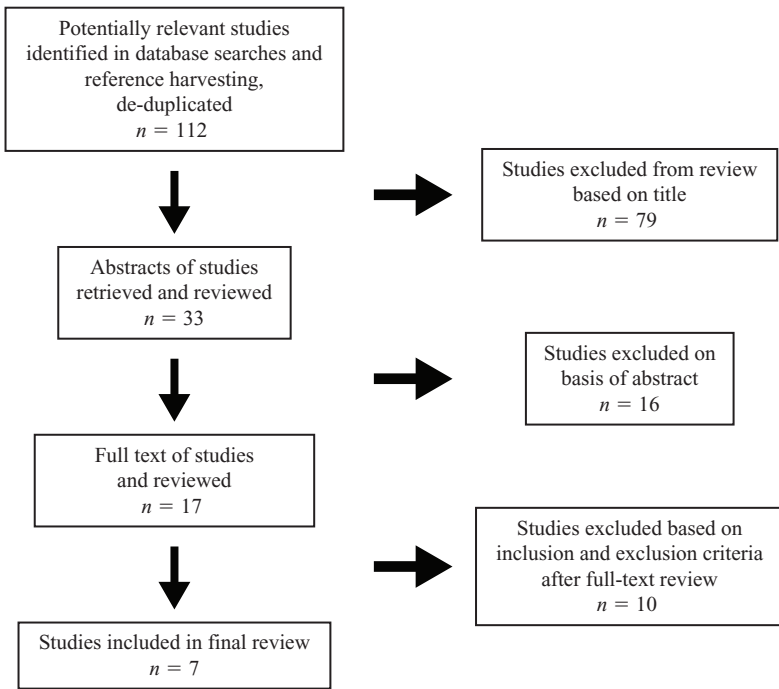 Potentially relevant studies
identified in database searches and
reference harvesting,
de-duplicated
n = 112
Studies excluded from review
based on title
n = 79
Abstracts of studies
retrieved and reviewed
n = 33
Studies excluded on
basis of abstract
n = 16
Full text of studies
and reviewed
n = 17
Studies excluded based on
inclusion and exclusion criteria
after full-text review
n = 10
Studies included in final review
n = 7